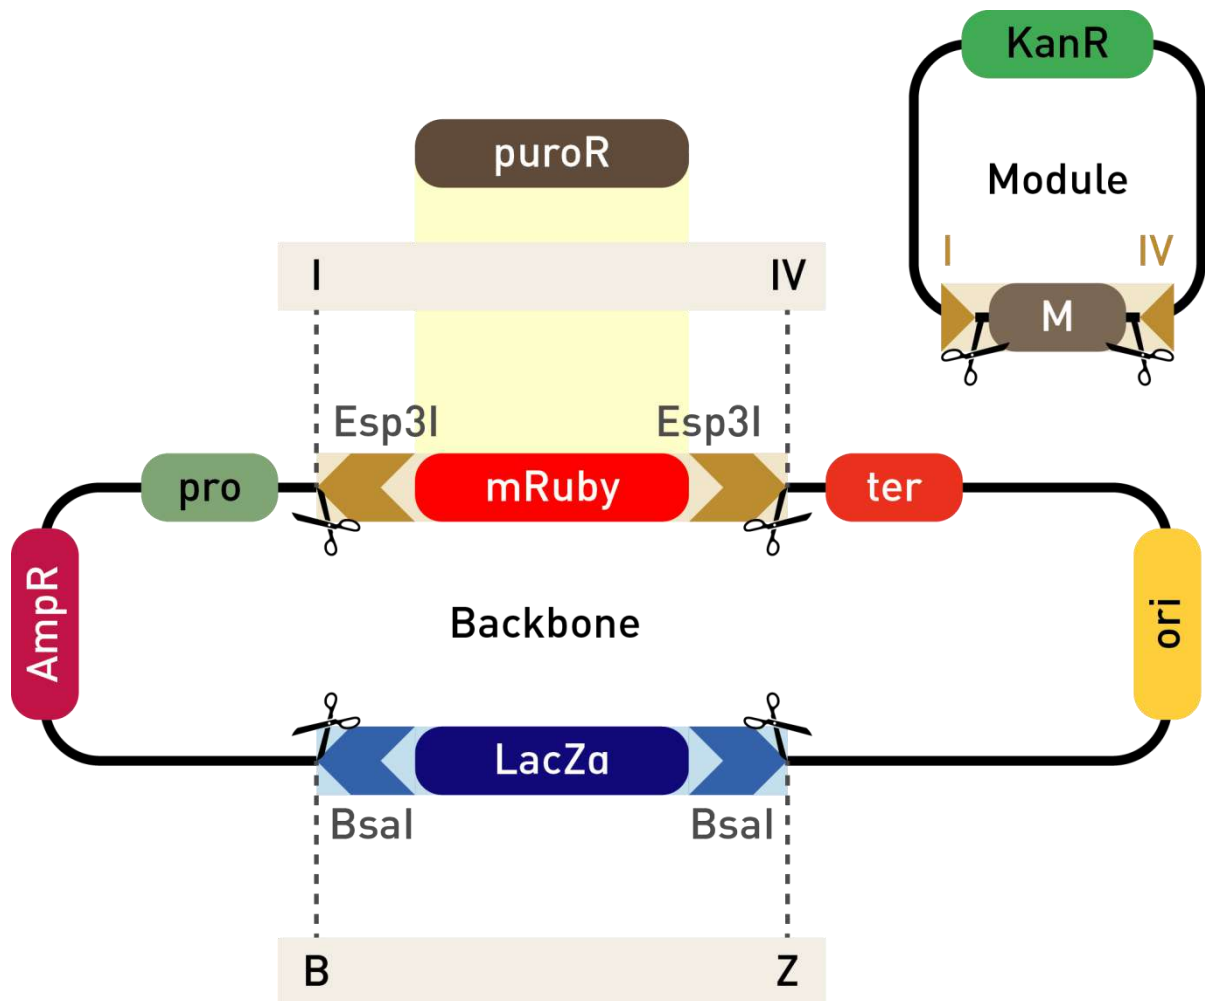 KanR
puroR
Module
I
IV
I
IV
M
Esp3I
Esp3I
pro
mRuby
ter
AmpR
Backbone
ori
LacZα
BsaI
BsaI
B
Z